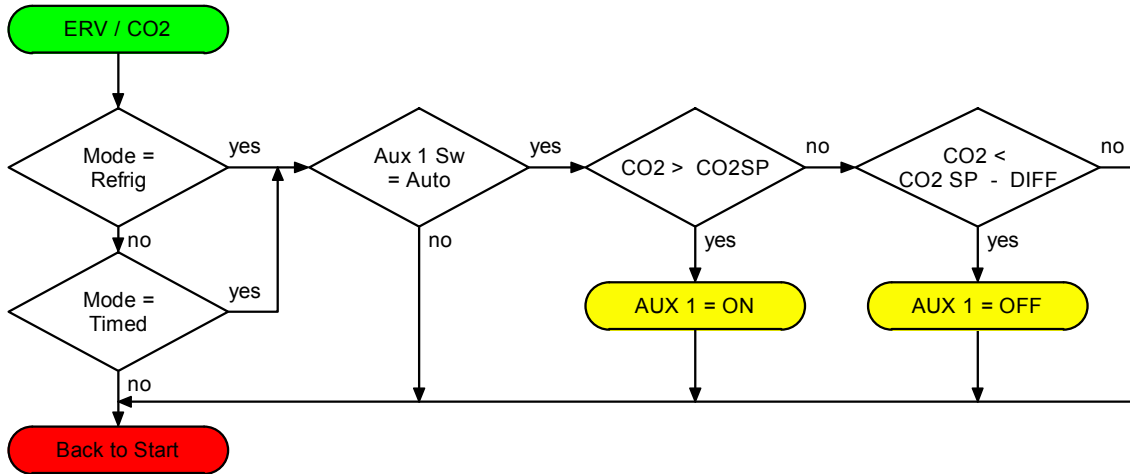 ERV / CO2
Mode =
Refrig
yes
Aux 1 Sw
= Auto
yes
CO2 > CO2SP
no
CO2 <
CO2 SP - DIFF
no
no
no
yes
yes
Mode =
Timed
yes
AUX 1 = ON
AUX 1 = OFF
no
Back to Start